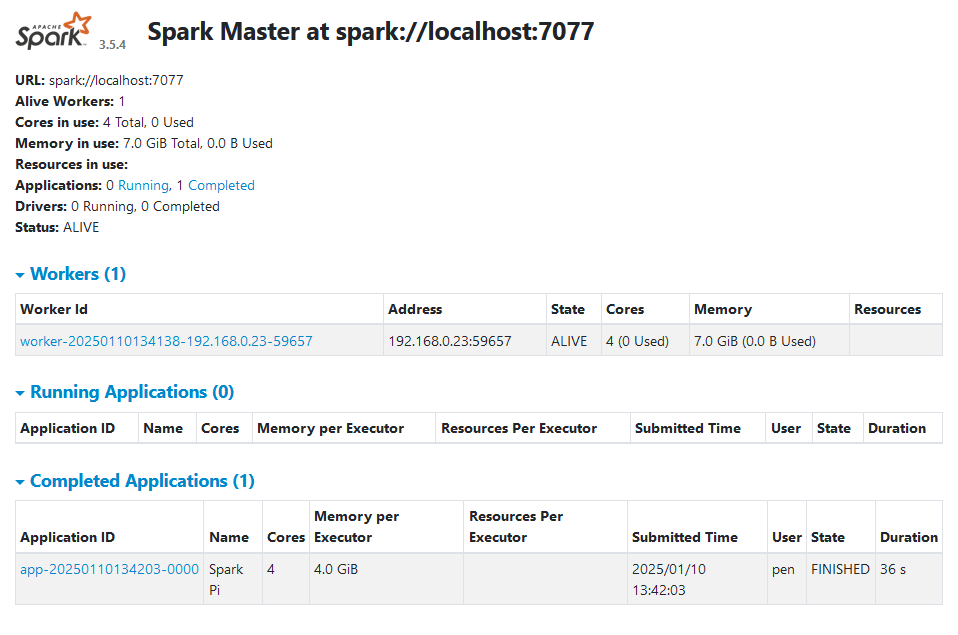 APACHE
Spark 3.5.4 Spark Master at spark://localhost:7077
URL: spark://localhost:7077
Alive Workers: 1
Cores in use: 4 Total, 0 Used
Memory in use: 7.0 GiB Total, 0.0 B Used
Resources in use:
Applications: 0 Running, 1 Completed
Drivers: 0 Running, 0 Completed
Status: ALIVE
Workers (1)
Worker Id Address State Cores Memory Resources
worker-20250110134138-192.168.0.23-59657 192.168.0.23:59657 ALIVE 4 (0 Used) 7.0 GiB (0.0 B Used)
Running Applications (0)
Application ID Name Cores Memory per Executor Resources Per Executor Submitted Time User State Duration
Completed Applications (1)
Application ID Name Cores Memory per Executor Resources Per Executor Submitted Time User State Duration
app-20250110134203-0000 Spark Pi 4 4.0 GiB 2025/01/10 13:42:03 pen FINISHED 36 s